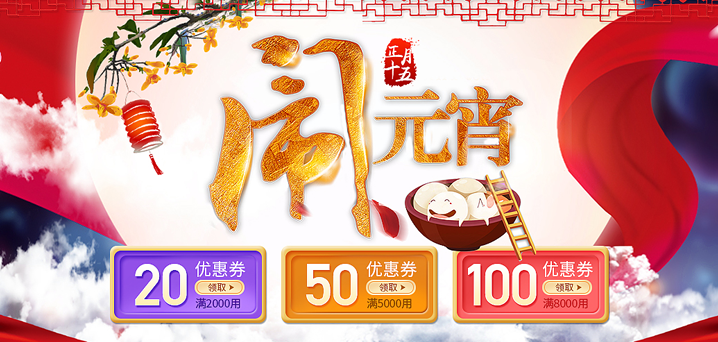 正月
十五
闹元宵
20 优惠券
领取
满2000用
50 优惠券
领取
满5000用
100 优惠券
领取
满8000用